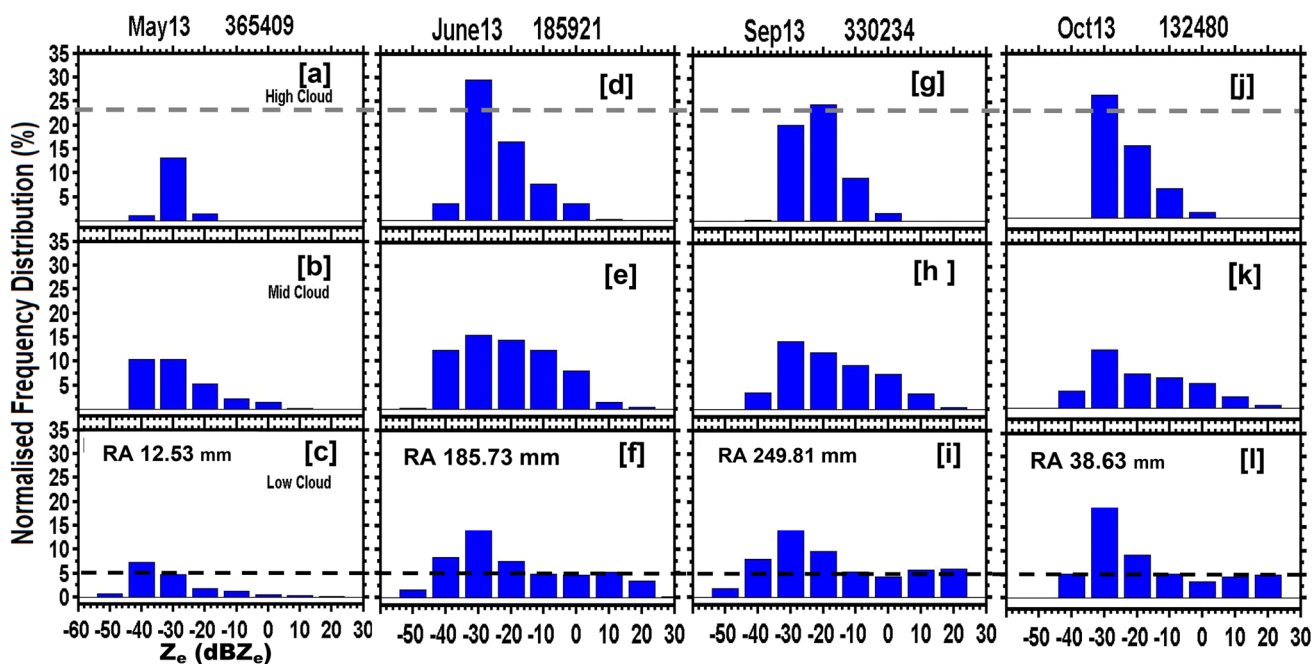 May13 365409
June13 185921
Sep13 330234
Oct13 132480
Normalised Frequency Distribution (%)
35
30
25
20
15
10
5
[a]
High Cloud
[d]
[g]
[j]
35
30
25
20
15
10
5
[b]
Mid Cloud
[e]
[h ]
[k]
35
30
25
20
15
10
5
0
RA 12.53 mm
[c]
Low Cloud
RA 185.73 mm
[f]
RA 249.81 mm
[i]
RA 38.63 mm
[l]
-60 -50 -40 -30 -20 -10 0 10 20 30
-50 -40 -30 -20 -10 0 10 20 30
-50 -40 -30 -20 -10 0 10 20 30
-50 -40 -30 -20 -10 0 10 20 30
Ze (dBZe)